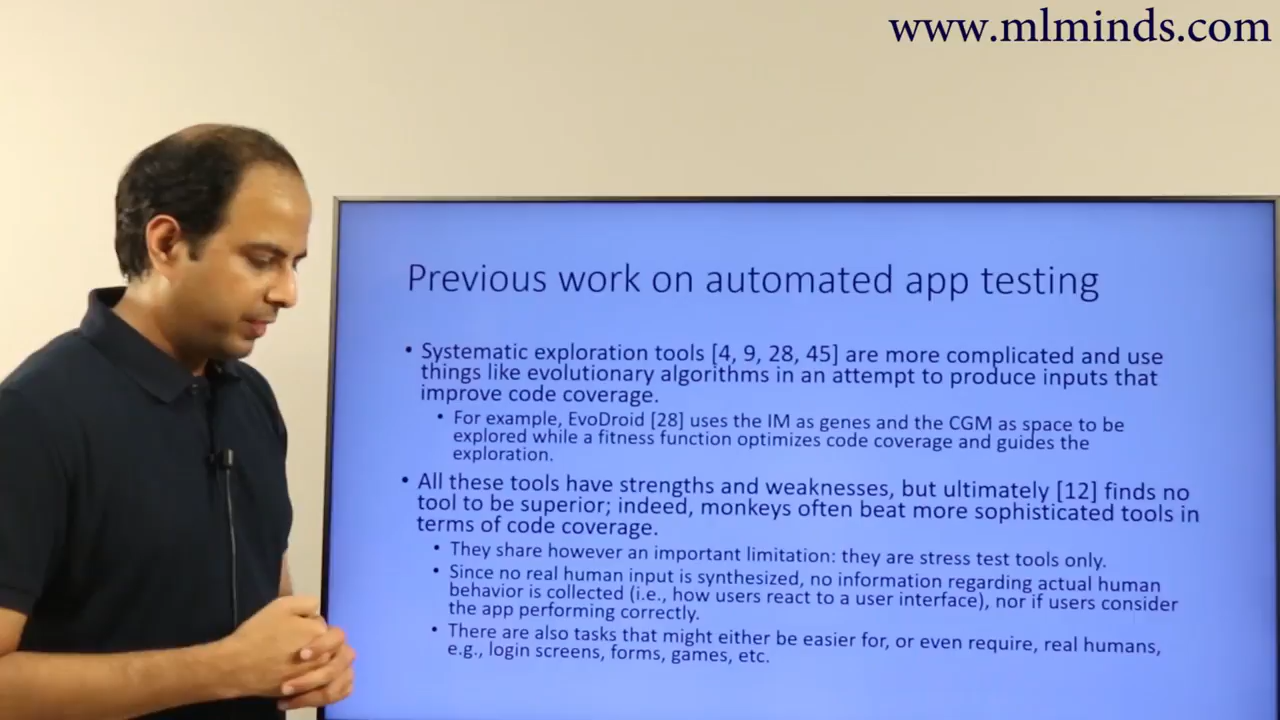 www.mlminds.com
Previous work on automated app testing
• Systematic exploration tools [4, 9, 28, 45] are more complicated and use
things like evolutionary algorithms in an attempt to produce inputs that
improve code coverage.
• For example, EvoDroid [28] uses the IM as genes and the CGM as space to be
explored while a fitness function optimizes code coverage and guides the
exploration.
• All these tools have strengths and weaknesses, but ultimately [12] finds no
tool to be superior; indeed, monkeys often beat more sophisticated tools in
terms of code coverage.
• They share however an important limitation: they are stress test tools only.
• Since no real human input is synthesized, no information regarding actual human
behavior is collected (i.e., how users react to a user interface), nor if users consider
the app performing correctly.
• There are also tasks that might either be easier for, or even require, real humans,
e.g., login screens, forms, games, etc.